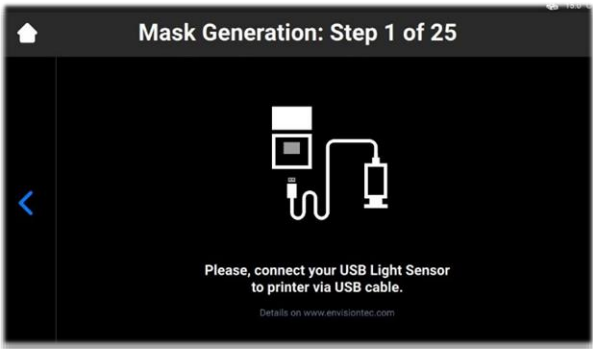 Mask Generation: Step 1 of 25
Please, connect your USB Light Sensor
to printer via USB cable.
Details on www.envisiontec.com